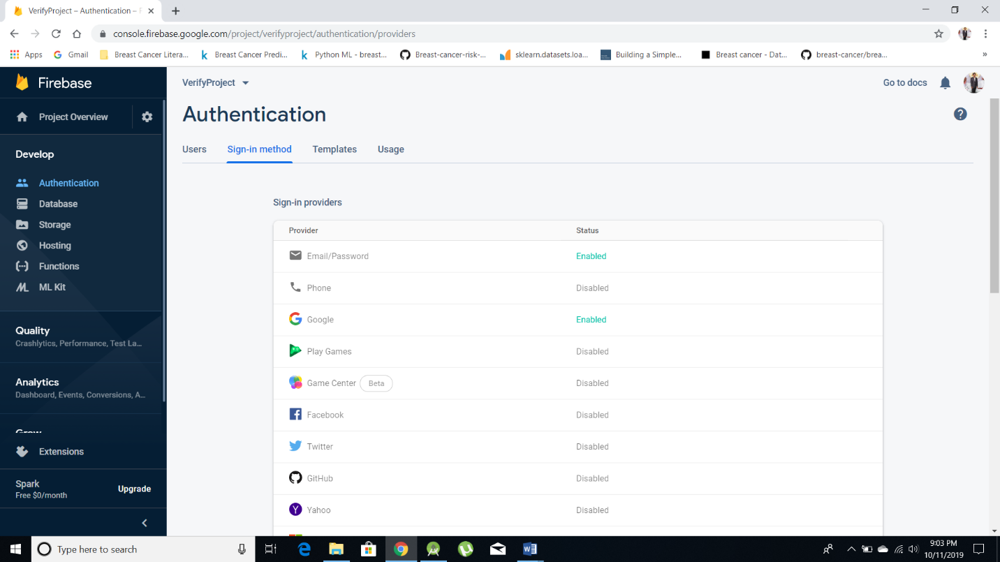 VerifyProject – Authentication – F
console.firebase.google.com/project/verifyproject/authentication/providers
Apps Gmail Breast Cancer Litera... Breast Cancer Predi... Python ML - breast... Breast-cancer-risk-... sklearn.datasets.loa... Building a Simple... Breast cancer - Dat... breast-cancer/brea... »
Firebase
Project Overview
Develop
Authentication
Database
Storage
Hosting
Functions
ML Kit
Quality
Crashlytics, Performance, Test La...
Analytics
Dashboard, Events, Conversions, A...
Grow
Extensions
Spark
Free $0/month
Upgrade
VerifyProject
Go to docs
Authentication
Users Sign-in method Templates Usage
Sign-in providers
Provider Status
Email/Password Enabled
Phone Disabled
Google Enabled
Play Games Disabled
Game Center Beta Disabled
Facebook Disabled
Twitter Disabled
GitHub Disabled
Yahoo Disabled
Type here to search
9:03 PM
10/11/2019